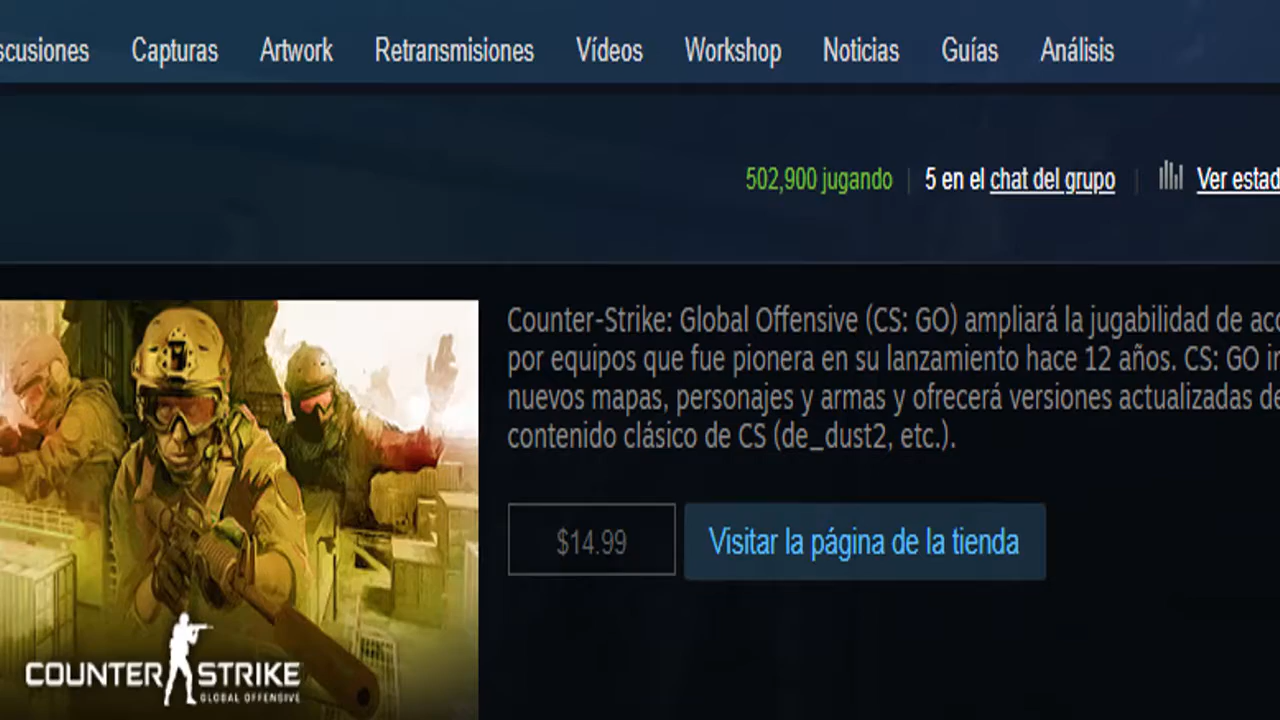 scusiones Capturas Artwork Retransmisiones Vídeos Workshop Noticias Guías Análisis
502,900 jugando | 5 en el chat del grupo | Ver estad
Counter-Strike: Global Offensive (CS: GO) ampliará la jugabilidad de acc
por equipos que fue pionera en su lanzamiento hace 12 años. CS: GO in
nuevos mapas, personajes y armas y ofrecerá versiones actualizadas de
contenido clásico de CS (de_dust2, etc.).
$14.99 Visitar la página de la tienda
COUNTER STRIKE
GLOBAL OFFENSIVE